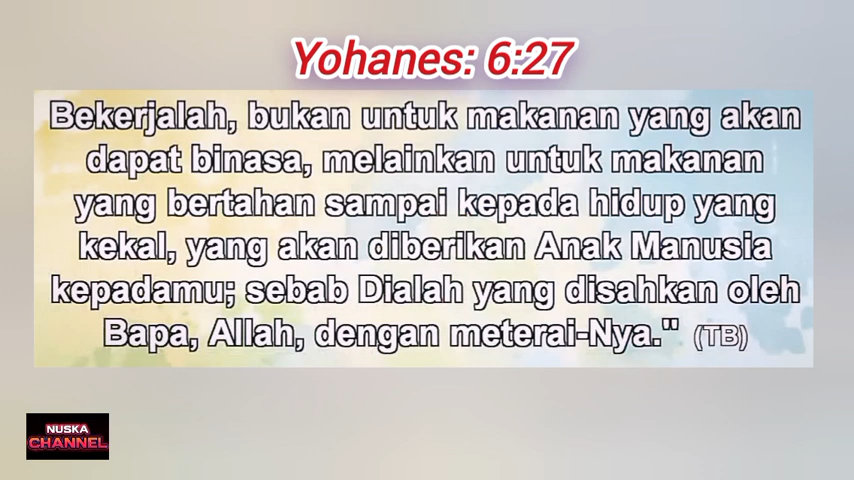 Yohanes: 6:27
Bekerjalah, bukan untuk makanan yang akan
dapat binasa, melainkan untuk makanan
yang bertahan sampai kepada hidup yang
kekal, yang akan diberikan Anak Manusia
kepadamu; sebab Dialah yang disahkan oleh
Bapa, Allah, dengan meterai-Nya." (TB)
NUSKA
CHANNEL